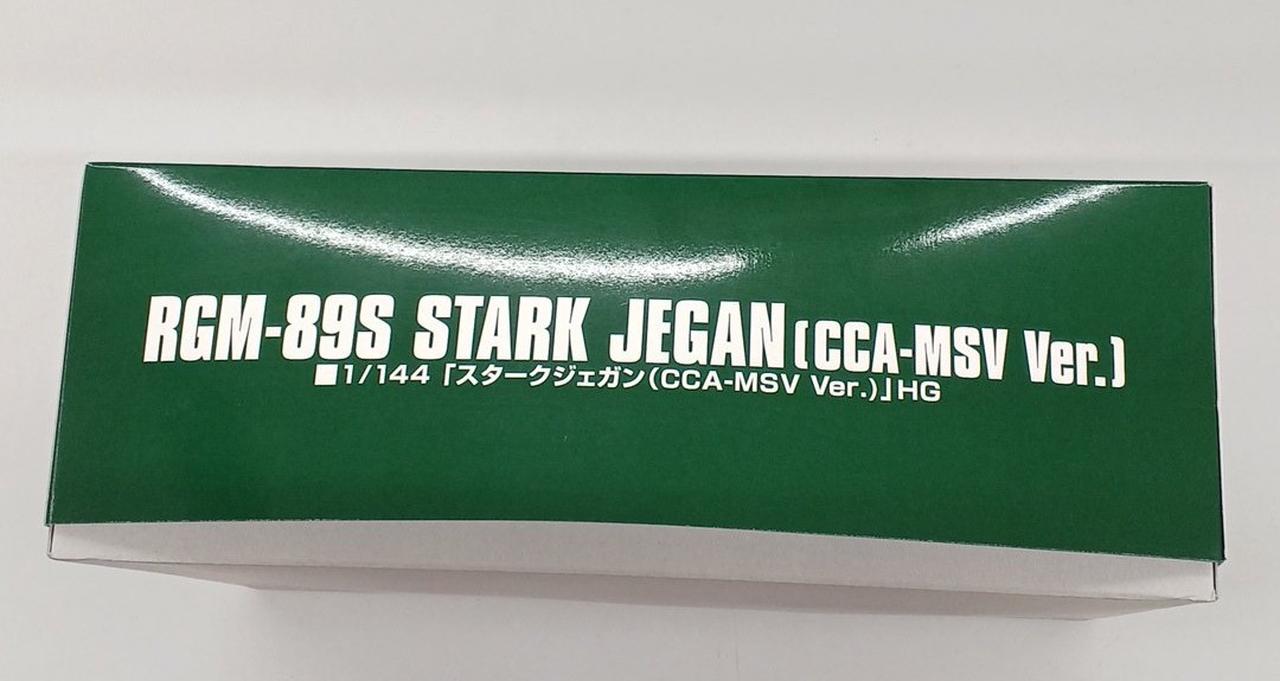 RGM-89S STARK JEGAN(CCA-MSV Ver.)
■1/144「スタークジェガン(CCA-MSV Ver.)」HG